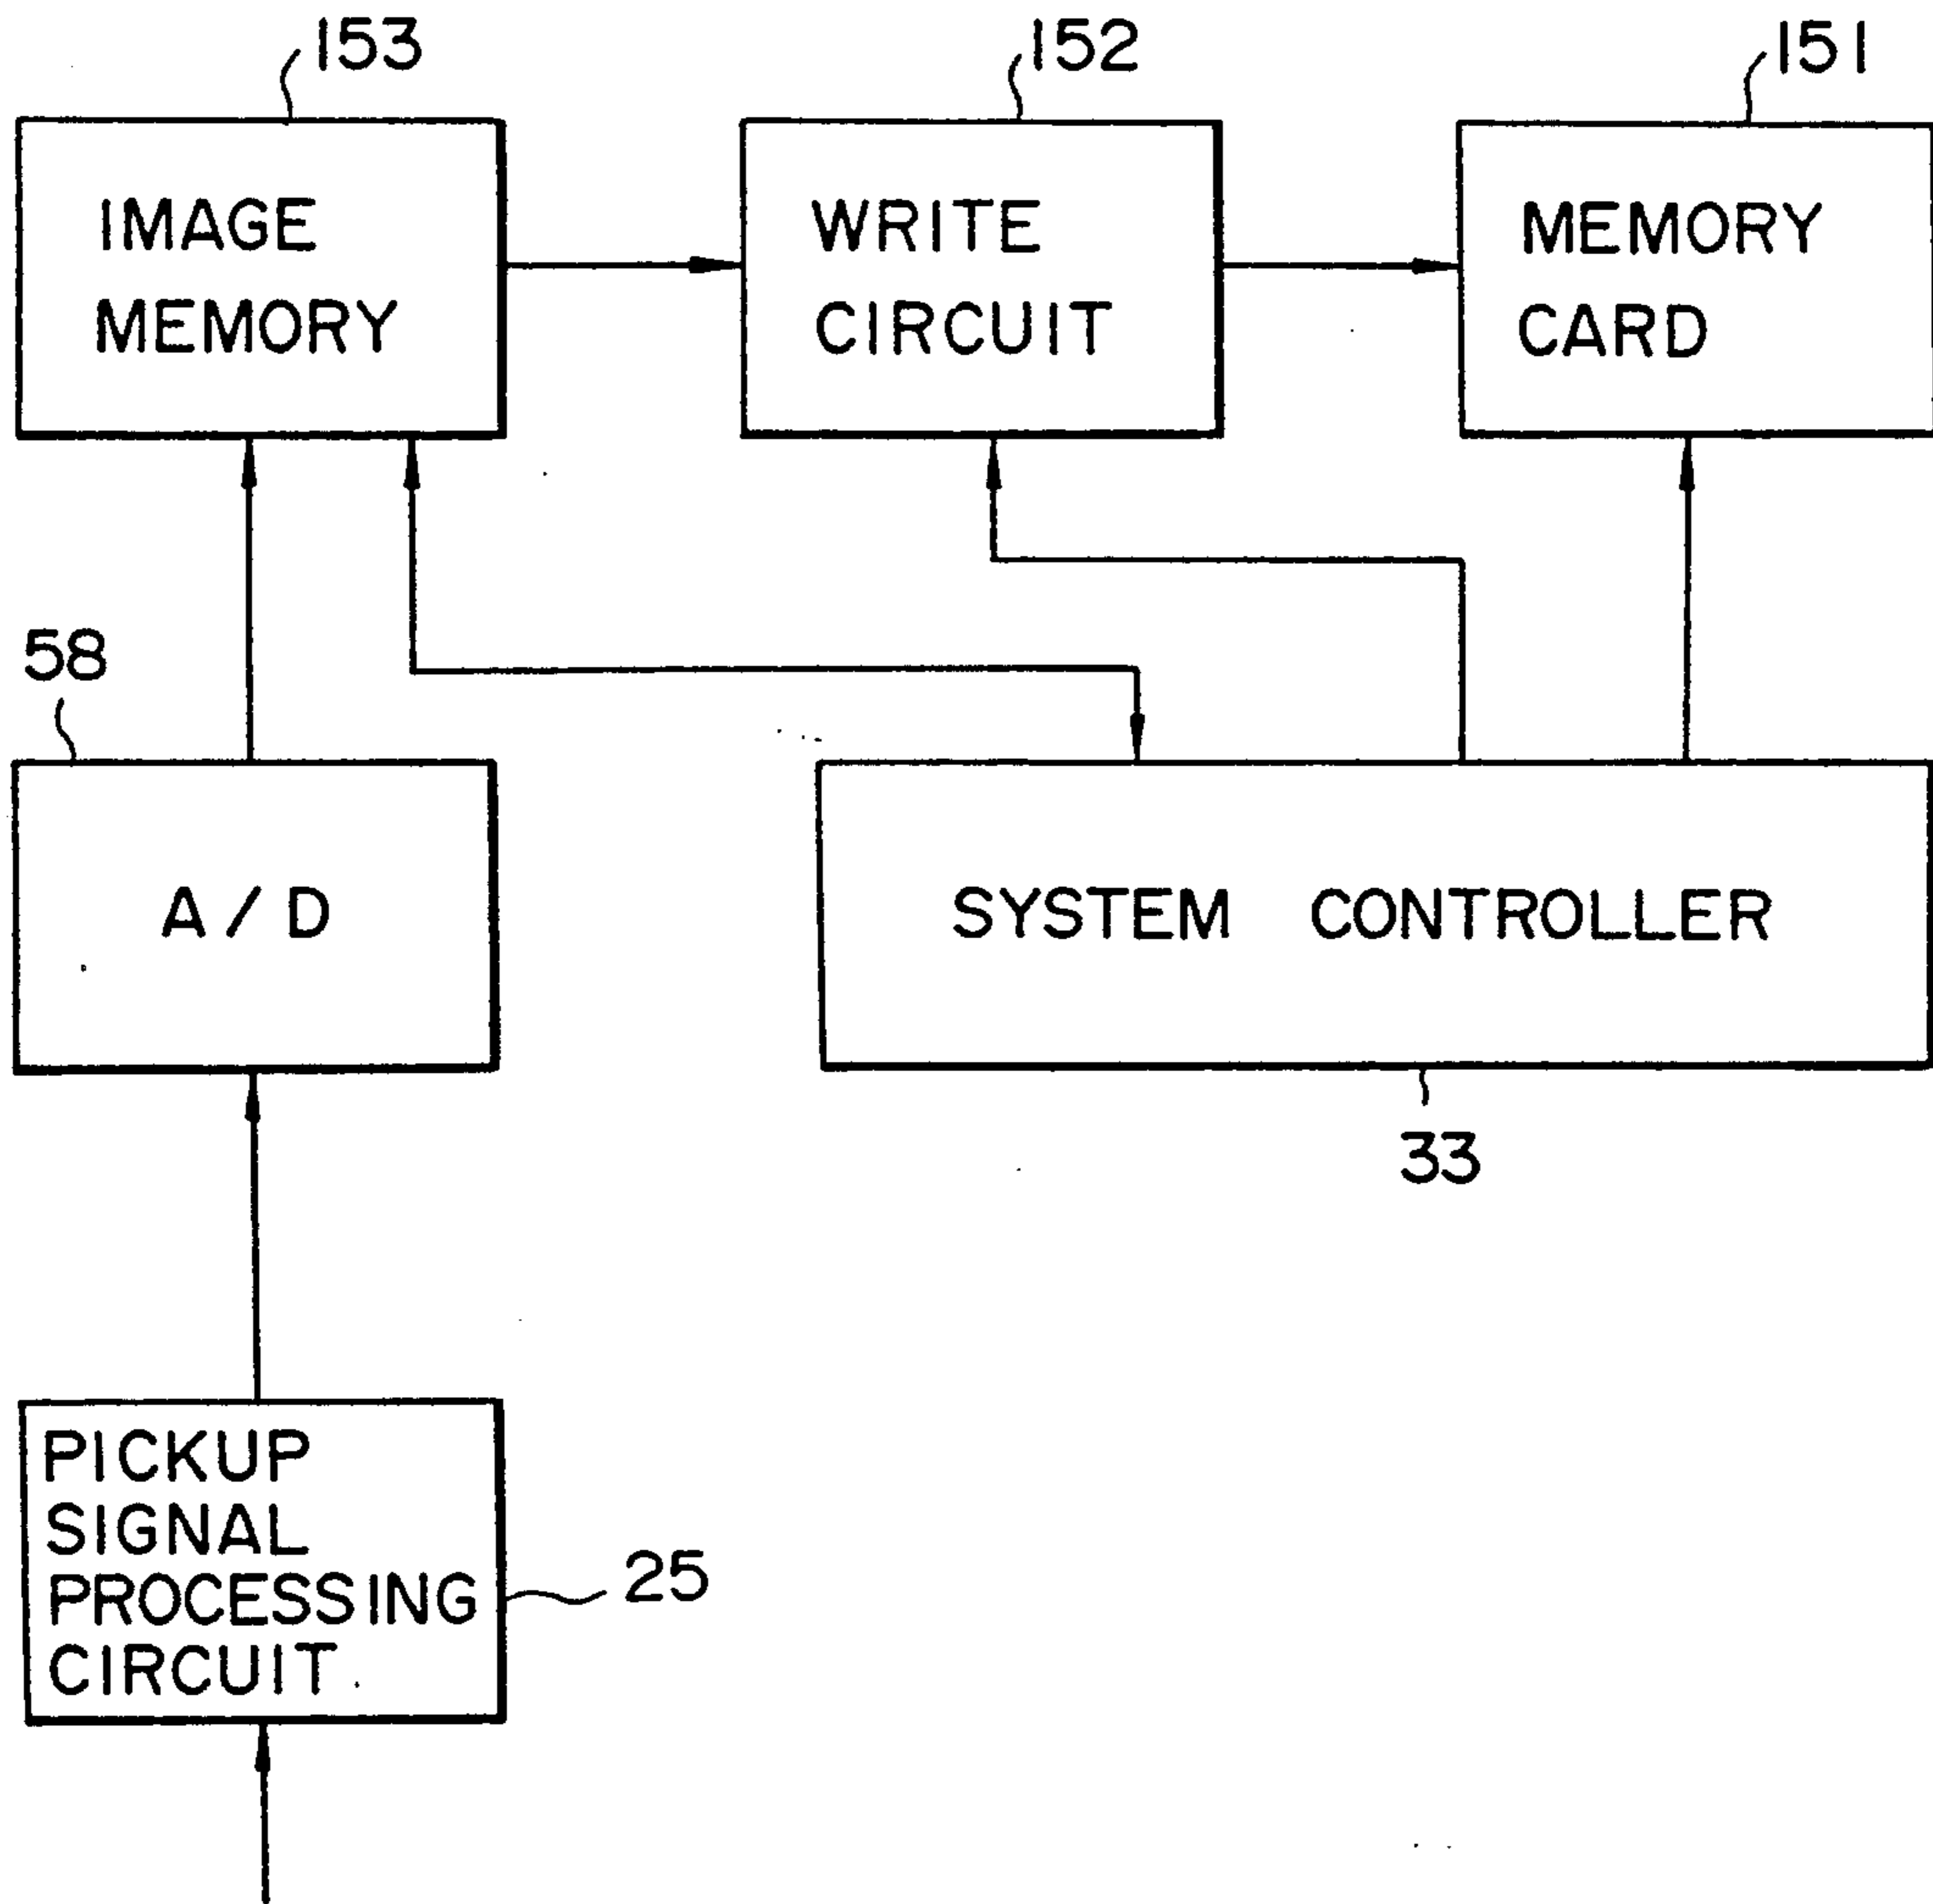 153
152
151
IMAGE
MEMORY
WRITE
CIRCUIT
MEMORY
CARD
58
A/D
SYSTEM CONTROLLER
33
PICKUP
SIGNAL
PROCESSING
CIRCUIT
25